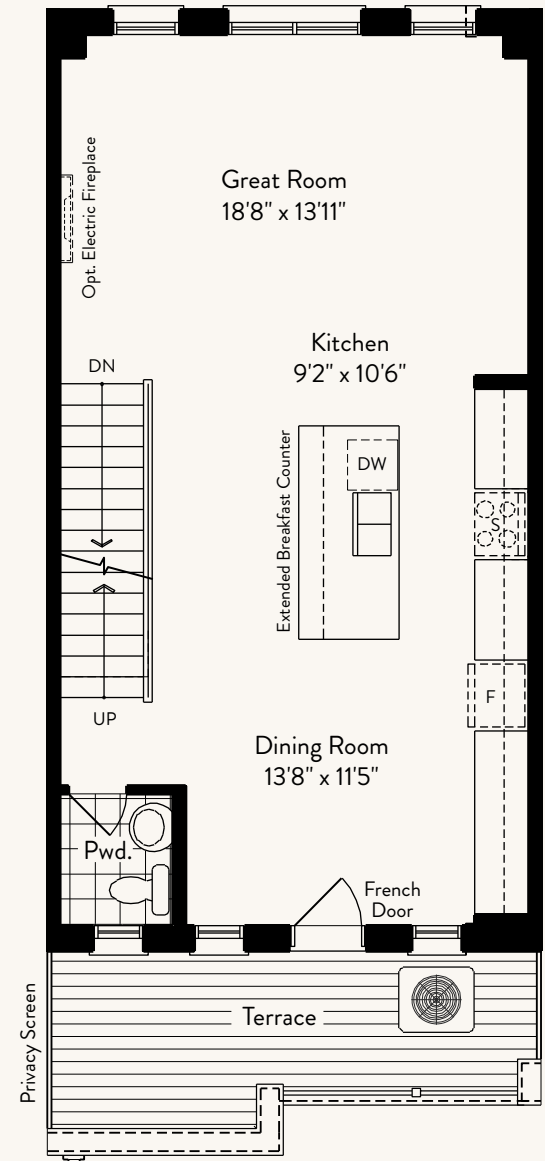 Great Room
18'8" x 13'11"
Opt. Electric Fireplace
Kitchen
9'2" x 10'6"
DN
Extended Breakfast Counter
DW
S
F
UP
Dining Room
13'8" x 11'5"
Pwd.
French
Door
Terrace
Privacy Screen